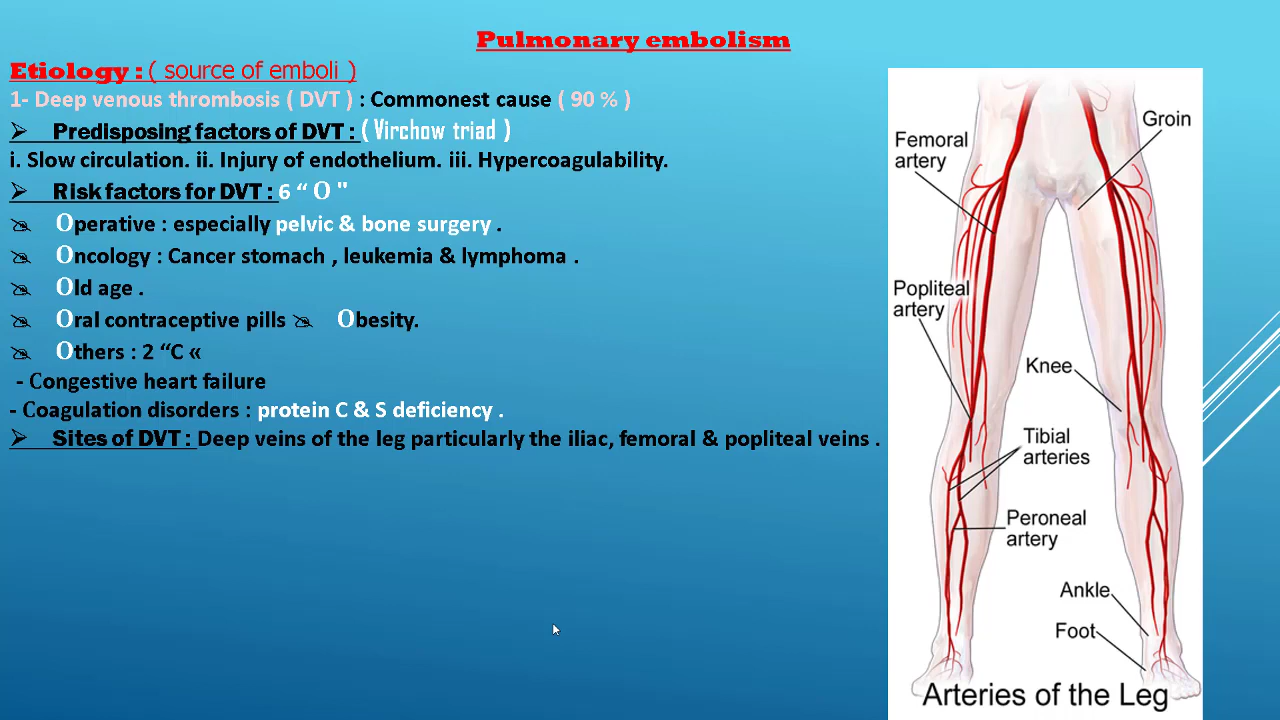 Pulmonary embolism
Etiology : ( source of emboli )
1- Deep venous thrombosis ( DVT ) : Commonest cause ( 90 % )
➢ Predisposing factors of DVT : ( Virchow triad )
i. Slow circulation. ii. Injury of endothelium. iii. Hypercoagulability.
➢ Risk factors for DVT : 6 “ O "
Operative : especially pelvic & bone surgery .
Oncology : Cancer stomach , leukemia & lymphoma .
Old age .
Oral contraceptive pills Obesity.
Others : 2 “C «
- Congestive heart failure
- Coagulation disorders : protein C & S deficiency .
➢ Sites of DVT : Deep veins of the leg particularly the iliac, femoral & popliteal veins .
Groin
Femoral
artery
Popliteal
artery
Knee
Tibial
arteries
Peroneal
artery
Ankle
Foot
Arteries of the Leg